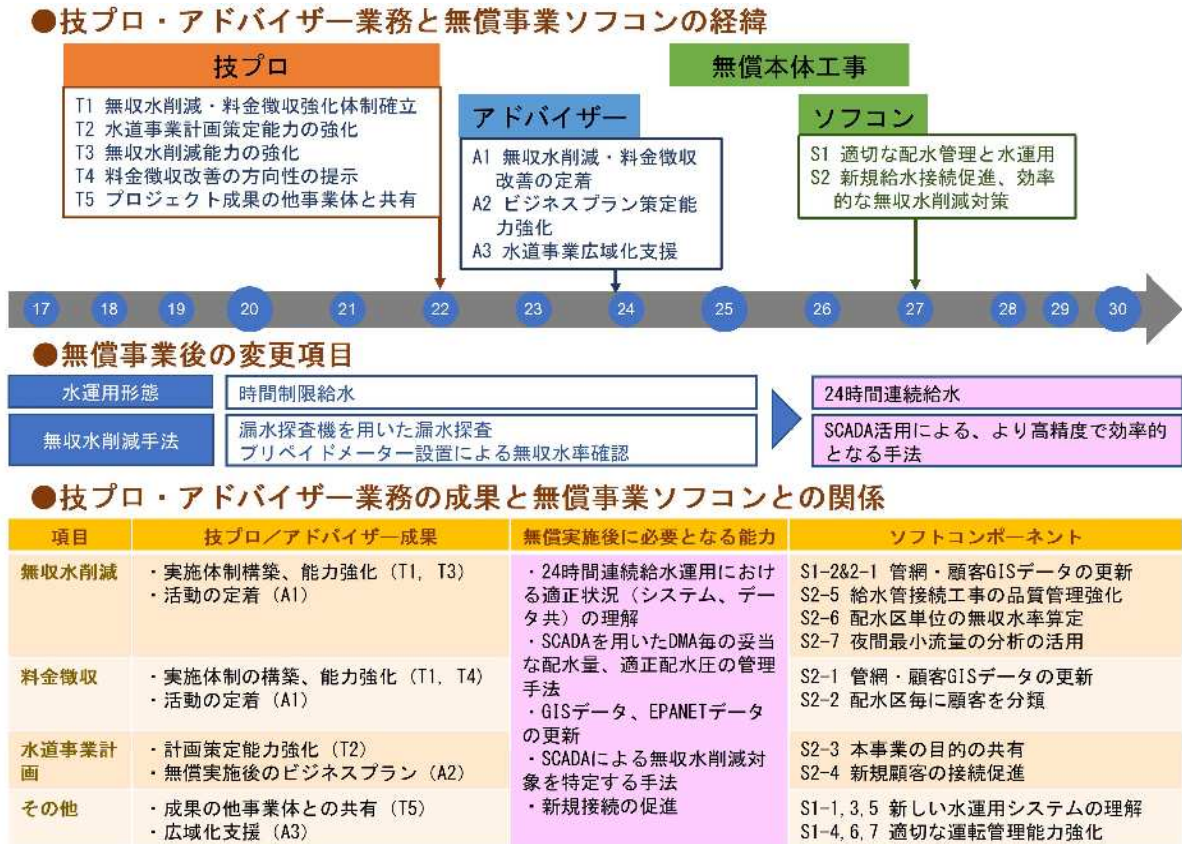 ●技プロ・アドバイザー業務と無償事業ソフコンの経緯
技プロ
T1 無収水削減・料金徴収強化体制確立
T2 水道事業計画策定能力の強化
T3 無収水削減能力の強化
T4 料金徴収改善の方向性の提示
T5 プロジェクト成果の他事業体と共有
アドバイザー
A1 無収水削減・料金徴収
改善の定着
A2 ビジネスプラン策定能
力強化
A3 水道事業広域化支援
無償本体工事
ソフコン
S1 適切な配水管理と水運用
S2 新規給水接続促進、効率
的な無収水削減対策
17 18 19 20 21 22 23 24 25 26 27 28 29 30
●無償事業後の変更項目
水運用形態
時間制限給水
24時間連続給水
無収水削減手法
漏水探査機を用いた漏水探査
プリペイドメーター設置による無収水率確認
SCADA活用による、より高精度で効率的
となる手法
●技プロ・アドバイザー業務の成果と無償事業ソフコンとの関係
項目
技プロ／アドバイザー成果
無償実施後に必要となる能力
ソフトコンポーネント
無収水削減
・実施体制構築、能力強化（T1, T3）
・活動の定着（A1）
・24時間連続給水運用におけ
る適正状況（システム、デー
タ共）の理解
・SCADAを用いたDMA毎の妥当
な配水量、適正配水圧の管理
手法
・GISデータ、EPANETデータ
の更新
・SCADAによる無収水削減対
象を特定する手法
・新規接続の促進
S1-2&2-1 管網・顧客GISデータの更新
S2-5 給水管接続工事の品質管理強化
S2-6 配水区単位の無収水率算定
S2-7 夜間最小流量の分析の活用
料金徴収
・実施体制の構築、能力強化（T1, T4）
・活動の定着（A1）
S2-1 管網・顧客GISデータの更新
S2-2 配水区毎に顧客を分類
水道事業計
画
・計画策定能力強化（T2）
・無償実施後のビジネスプラン（A2）
S2-3 本事業の目的の共有
S2-4 新規顧客の接続促進
その他
・成果の他事業体との共有（T5）
・広域化支援（A3）
S1-1,3,5 新しい水運用システムの理解
S1-4,6,7 適切な運転管理能力強化